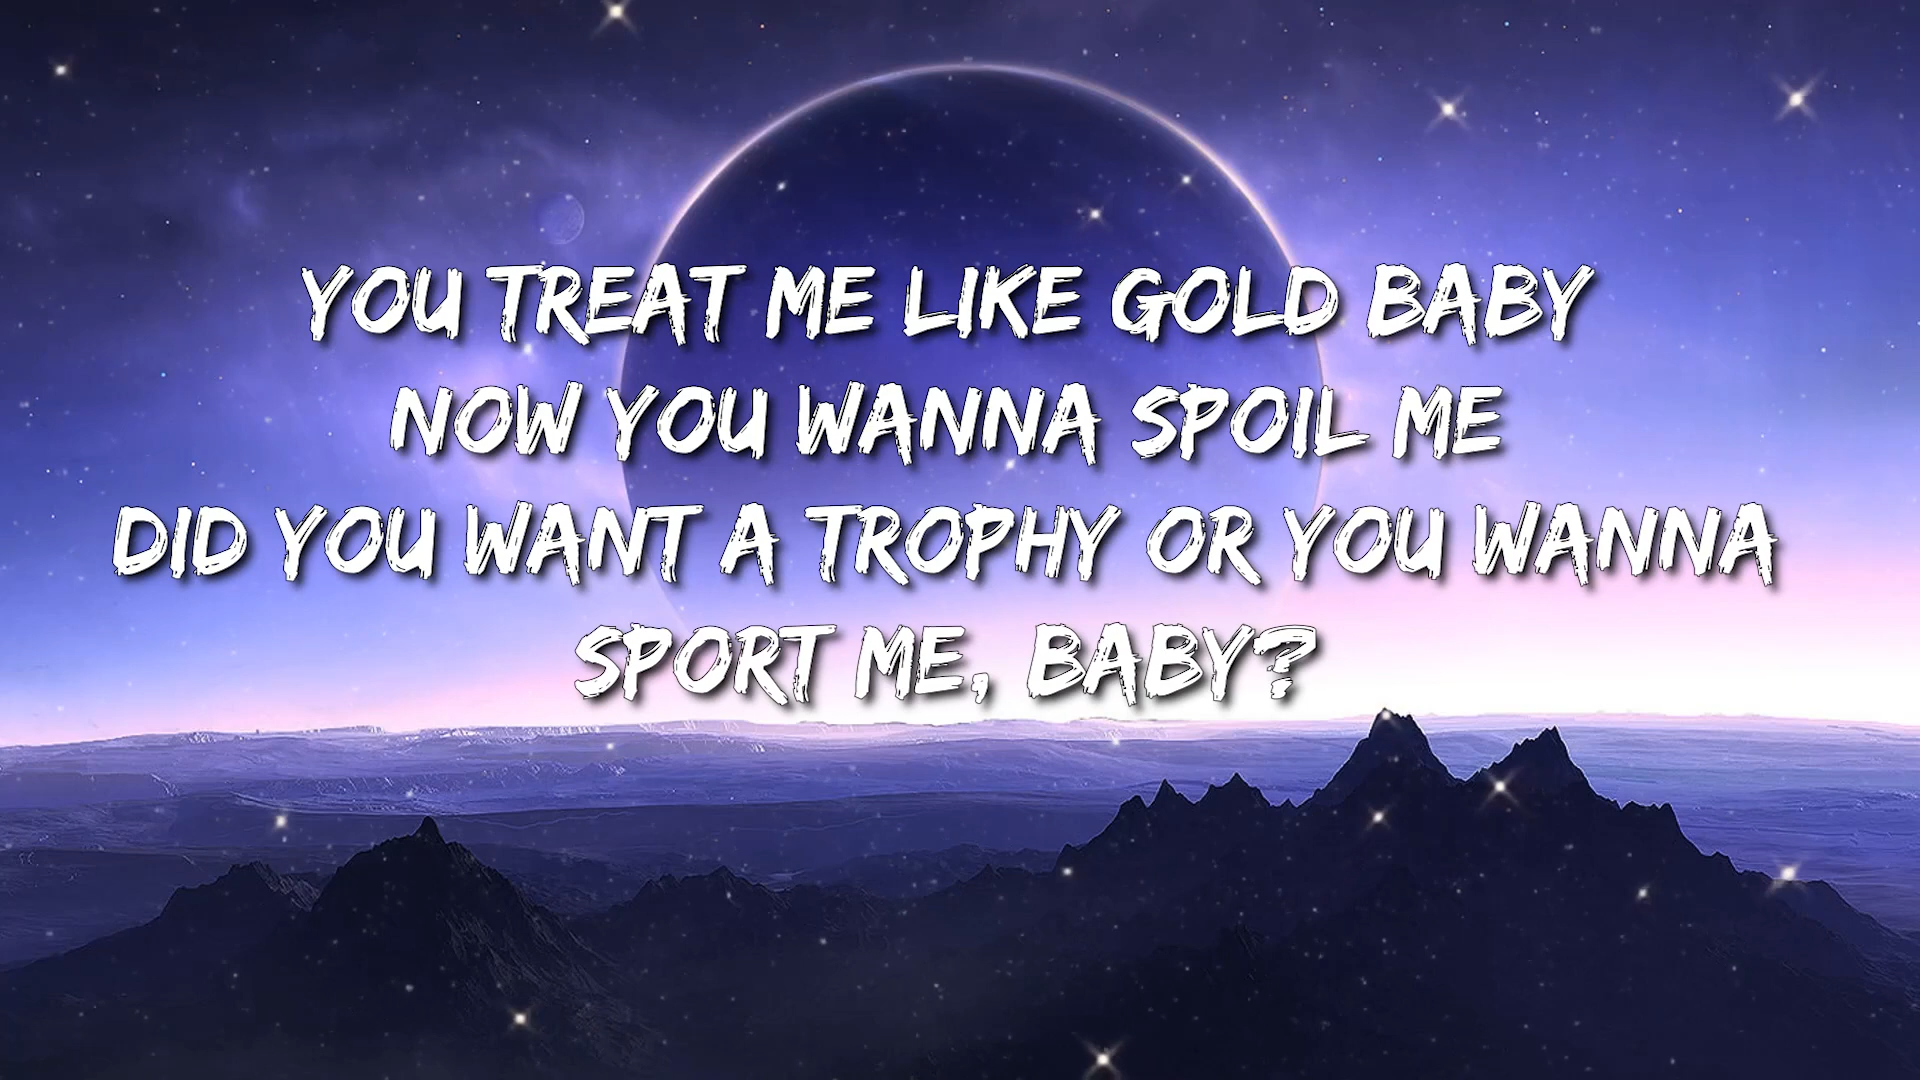 YOU TREAT ME LIKE GOLD BABY
NOW YOU WANNA SPOIL ME
DID YOU WANT A TROPHY OR YOU WANNA
SPORT ME, BABY?